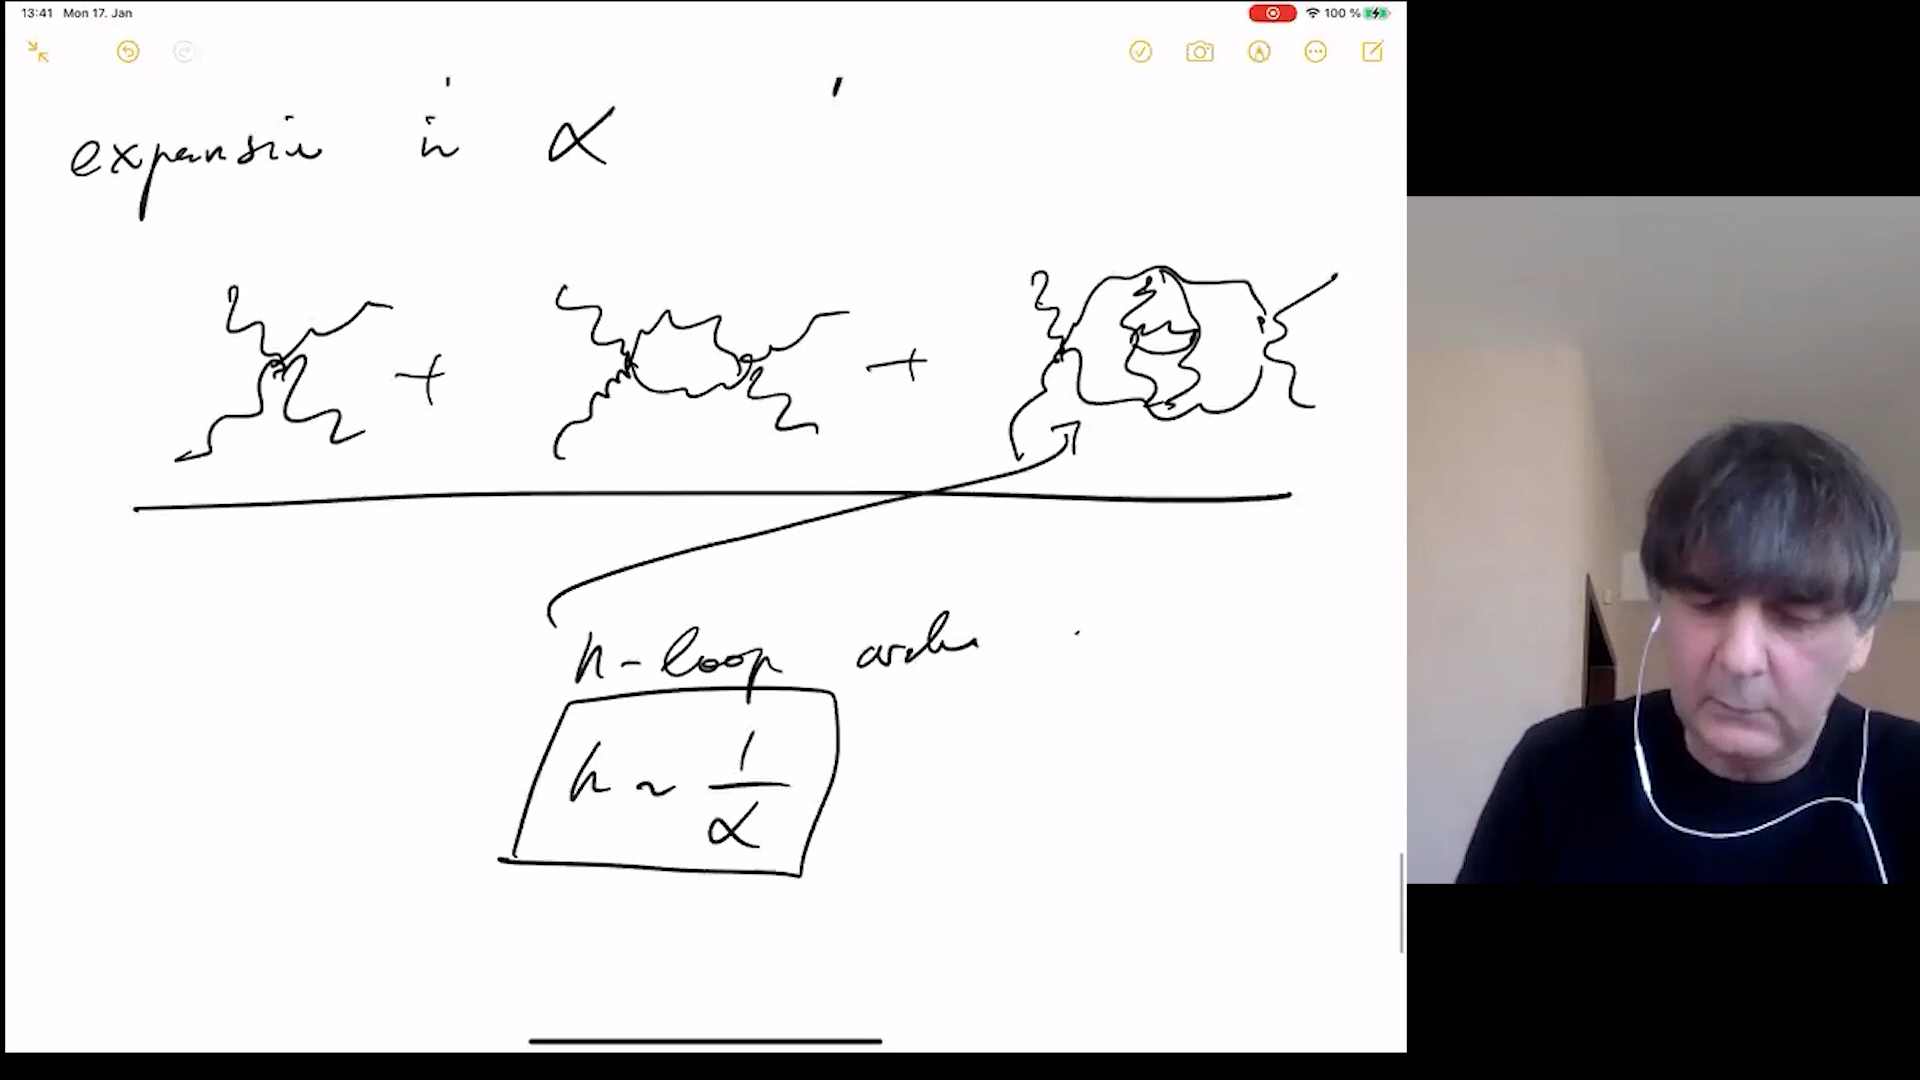 13:41 Mon 17. Jan 100 %
expansion in α
+ +
n-loop order
n ~ 1/α